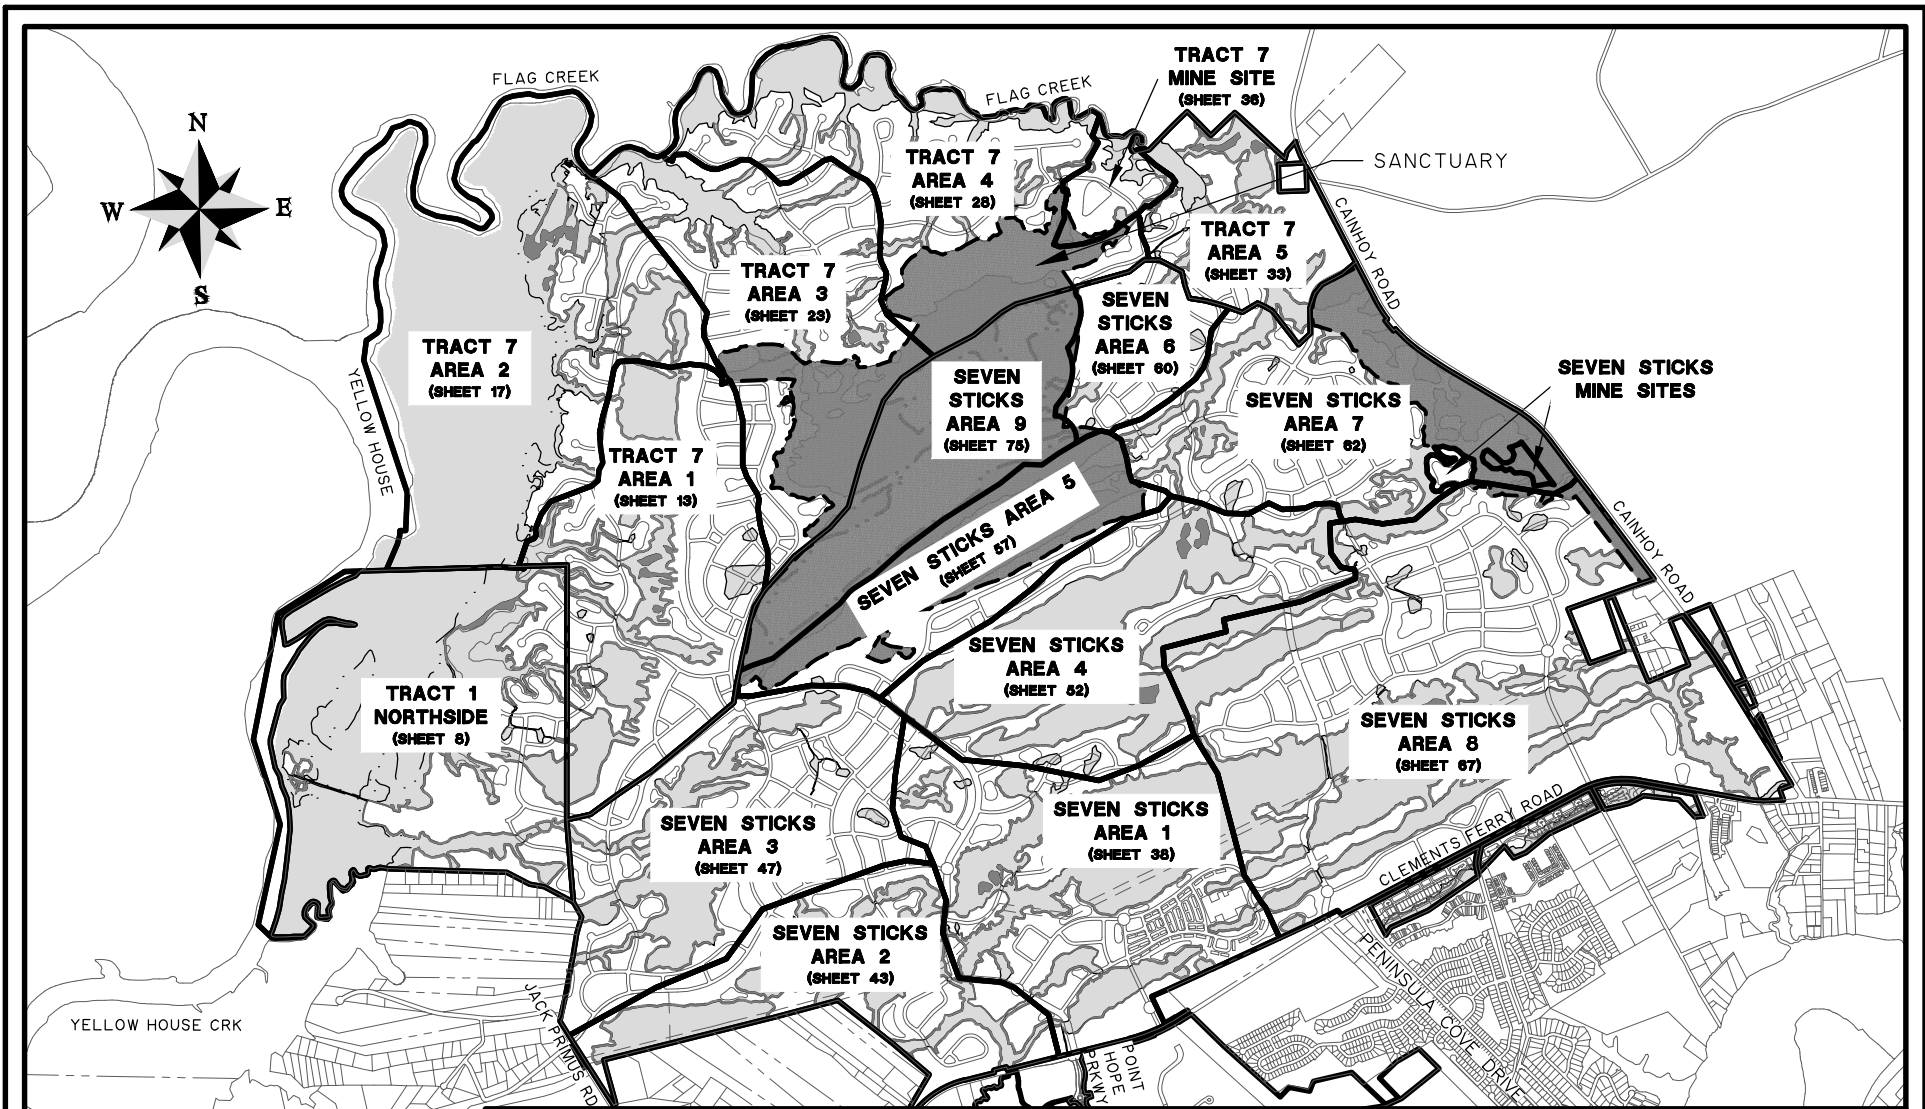 FLAG CREEK
FLAG CREEK
TRACT 7
MINE SITE
(SHEET 36)
N
W
E
S
SANCTUARY
TRACT 7
AREA 4
(SHEET 28)
TRACT 7
AREA 5
(SHEET 33)
CAINHOY ROAD
TRACT 7
AREA 3
(SHEET 23)
SEVEN
STICKS
AREA 6
(SHEET 60)
TRACT 7
AREA 2
(SHEET 17)
YELLOW HOUSE
SEVEN
STICKS
AREA 9
(SHEET 75)
SEVEN STICKS
AREA 7
(SHEET 62)
SEVEN STICKS
MINE SITES
TRACT 7
AREA 1
(SHEET 13)
SEVEN STICKS AREA 5
(SHEET 57)
CAINHOY ROAD
SEVEN STICKS
AREA 4
(SHEET 52)
TRACT 1
NORTHSIDE
(SHEET 8)
SEVEN STICKS
AREA 8
(SHEET 67)
SEVEN STICKS
AREA 3
(SHEET 47)
SEVEN STICKS
AREA 1
(SHEET 38)
CLEMENTS FERRY ROAD
SEVEN STICKS
AREA 2
(SHEET 43)
YELLOW HOUSE CRK
JACK PRIMUS RD
POINT
HOPE
PRKWY
PENINSULA COVE DRIVE